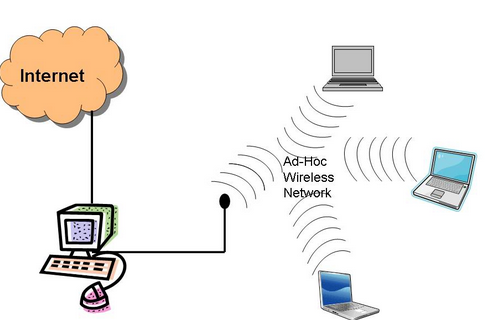 Internet
Ad-Hoc
Wireless
Network